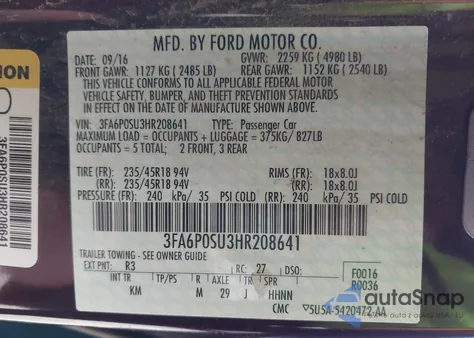 MFD. BY FORD MOTOR CO.
DATE: 09/16 GVWR: 2259 KG ( 4980 LB)
FRONT GAWR: 1127 KG ( 2485 LB) REAR GAWR: 1152 KG ( 2540 LB)
THIS VEHICLE CONFORMS TO ALL APPLICABLE FEDERAL MOTOR
VEHICLE SAFETY, BUMPER, AND THEFT PREVENTION STANDARDS
IN EFFECT ON THE DATE OF MANUFACTURE SHOWN ABOVE.
VIN: 3FA6P0SU3HR208641 TYPE: Passenger Car
MAXIMUM LOAD = OCCUPANTS + LUGGAGE = 375KG/ 827LB
OCCUPANTS = 5 TOTAL; 2 FRONT, 3 REAR
TIRE (FR): 235/45R18 94V RIMS (FR): 18x8.0J
TIRE (RR): 235/45R18 94V RIMS (RR): 18x8.0J
PRESSURE (FR): 240 kPa/ 35 PSI COLD (RR): 240 kPa/ 35 PSI COLD
3FA6P0SU3HR208641
TRAILER TOWING - SEE OWNER GUIDE
EXT PNT: R3 RC: 27 DSO: F0016
R0036
INT TR TP/PS R AXLE TR SPR
KM M 29 J HHNN
CMC 5U5A-5420472-AA
3FA6P0SU3HR208641
autoSnap